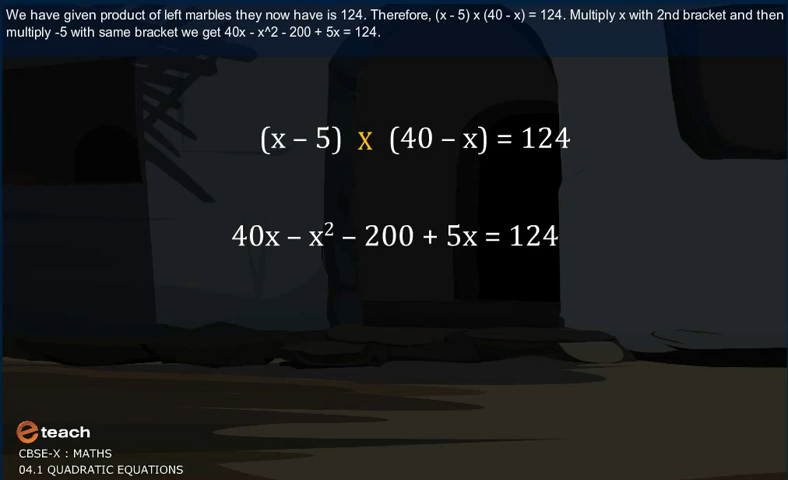 We have given product of left marbles they now have is 124. Therefore, (x - 5) x (40 - x) = 124. Multiply x with 2nd bracket and then
multiply -5 with same bracket we get 40x - x^2 - 200 + 5x = 124.
(x – 5) x (40 – x) = 124
40x – x² – 200 + 5x = 124
e teach
CBSE-X : MATHS
04.1 QUADRATIC EQUATIONS